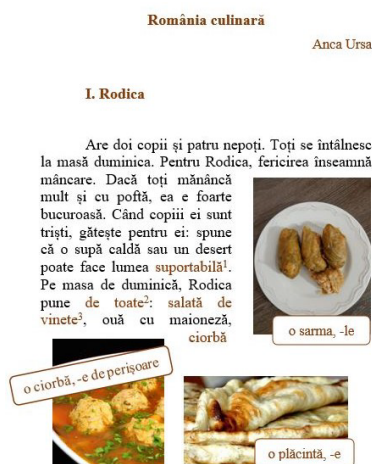 România culinară
Anca Ursa
I. Rodica
Are doi copii și patru nepoți. Toți se întâlnesc
la masă duminica. Pentru Rodica, fericirea înseamnă
mâncare. Dacă toți mănâncă
mult și cu poftă, ea e foarte
bucuroasă. Când copiii ei sunt
triști, gătește pentru ei: spune
că o supă caldă sau un desert
poate face lumea suportabilă¹.
Pe masa de duminică, Rodica
pune de toate²: salată de
vinete³, ouă cu maioneză,
ciorbă
o sarma, -le
o ciorbă, -e de perișoare
o plăcintă, -e